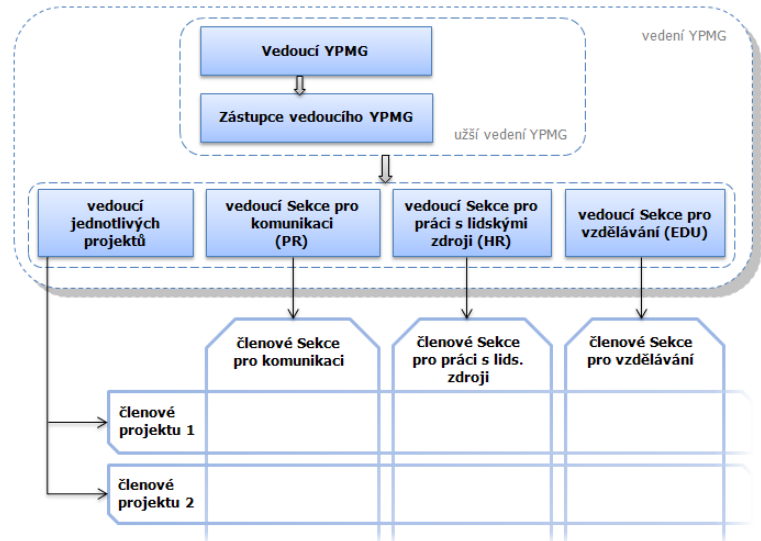 vedení YPMG
Vedoucí YPMG
Zástupce vedoucího YPMG
užší vedení YPMG
vedoucí
jednotlivých
projektů
vedoucí Sekce pro
komunikaci
(PR)
vedoucí Sekce pro
práci s lidskými
zdroji (HR)
vedoucí Sekce pro
vzdělávání (EDU)
členové Sekce
pro komunikaci
členové Sekce
pro práci s lids.
zdroji
členové Sekce
pro vzdělávání
členové
projektu 1
členové
projektu 2